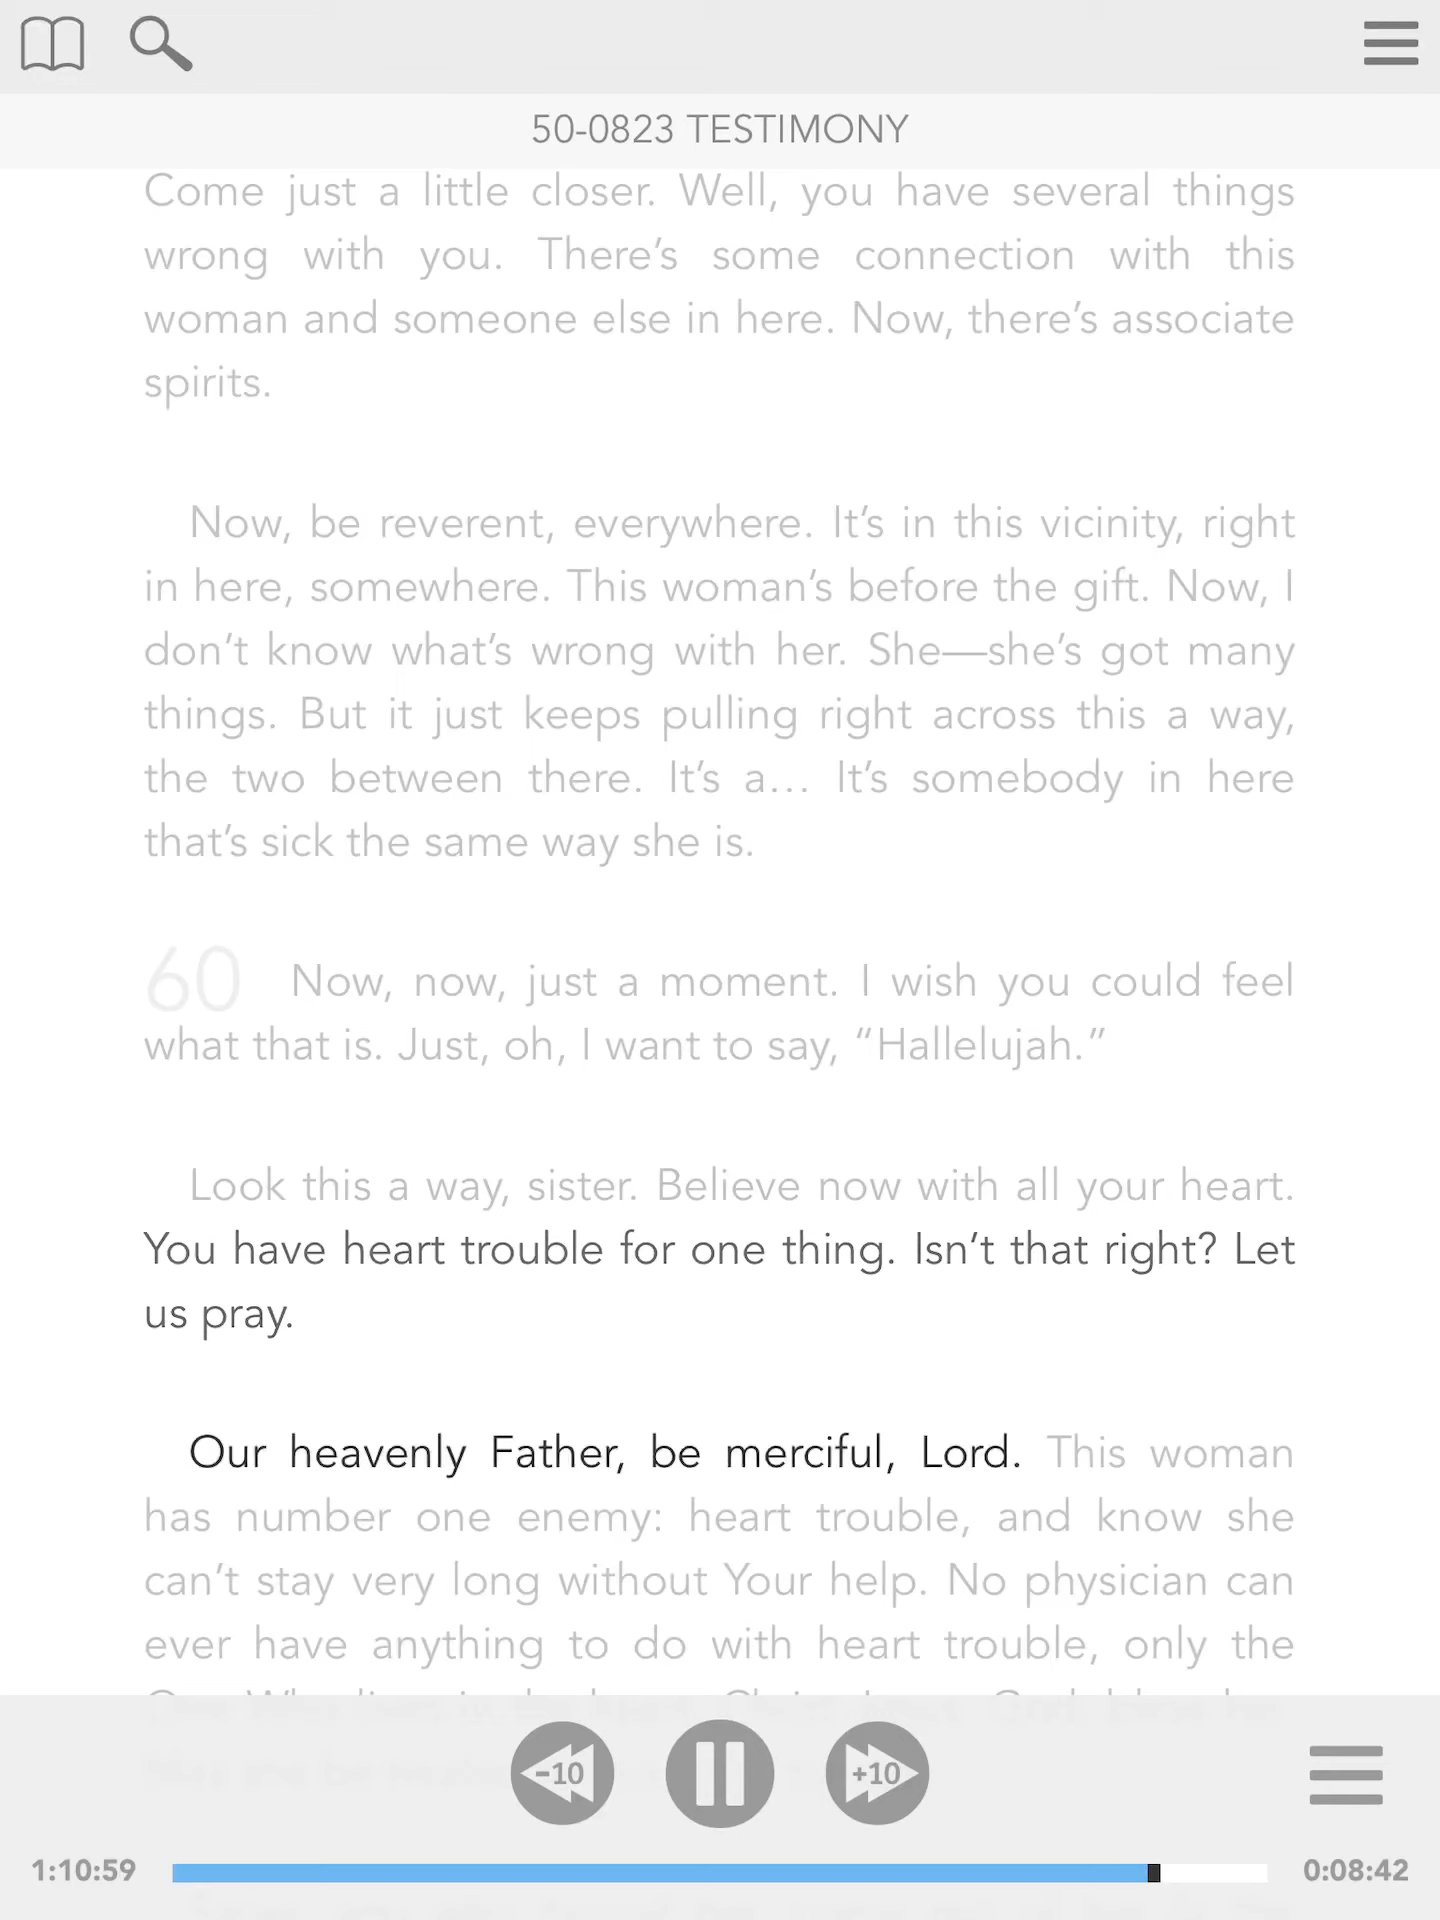 50-0823 TESTIMONY
Come just a little closer. Well, you have several things
wrong with you. There's some connection with this
woman and someone else in here. Now, there's associate
spirits.
Now, be reverent, everywhere. It's in this vicinity, right
in here, somewhere. This woman's before the gift. Now, I
don't know what's wrong with her. She—she's got many
things. But it just keeps pulling right across this a way,
the two between there. It's a… It's somebody in here
that's sick the same way she is.
60 Now, now, just a moment. I wish you could feel
what that is. Just, oh, I want to say, “Hallelujah.”
Look this a way, sister. Believe now with all your heart.
You have heart trouble for one thing. Isn't that right? Let
us pray.
Our heavenly Father, be merciful, Lord. This woman
has number one enemy: heart trouble, and know she
can't stay very long without Your help. No physician can
ever have anything to do with heart trouble, only the
-10 +10
1:10:59 0:08:42